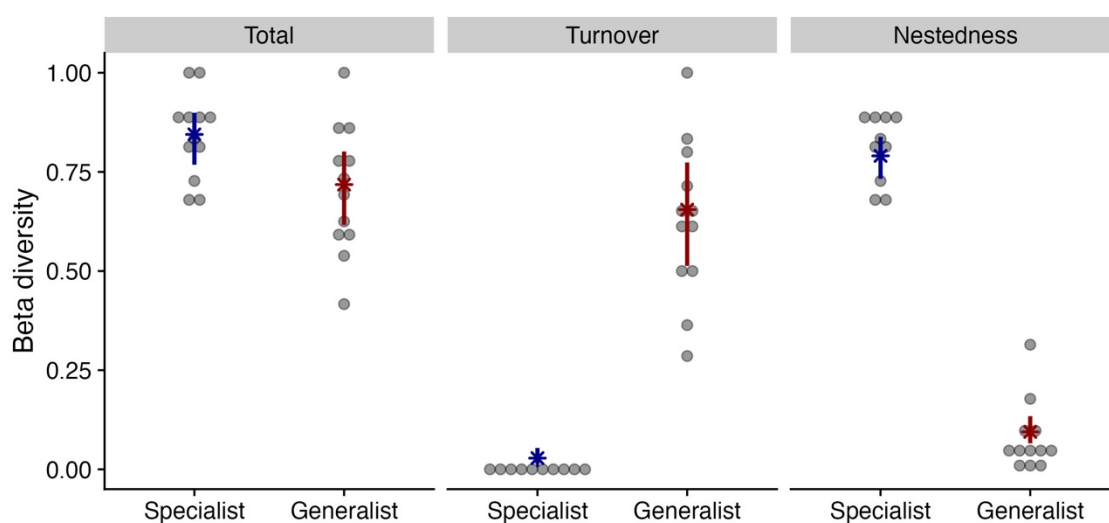 Total Turnover Nestedness
1.00
0.75
0.50
0.25
0.00
Beta diversity
Specialist Generalist Specialist Generalist Specialist Generalist